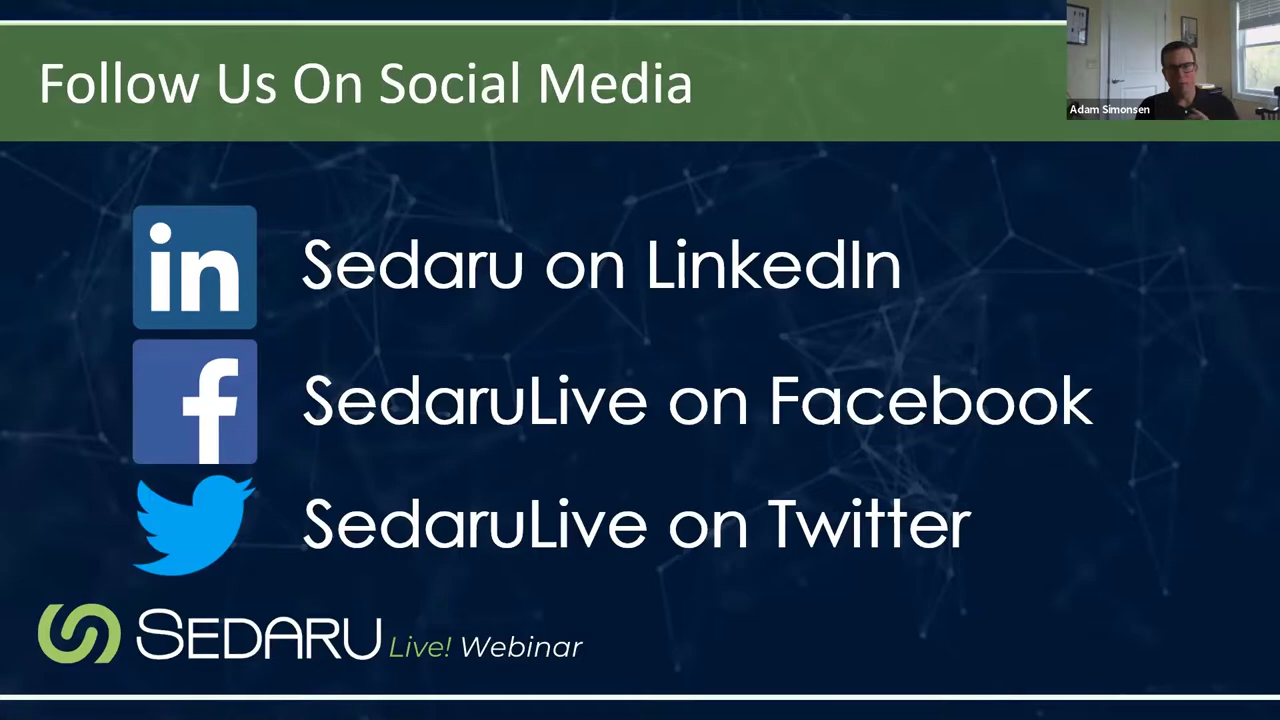 Follow Us On Social Media
Adam Simonsen
in Sedaru on LinkedIn
f SedaruLive on Facebook
SedaruLive on Twitter
SEDARU Live! Webinar